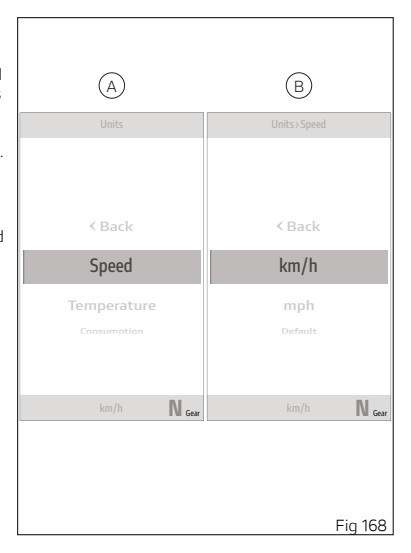 A
B
Units
Units›Speed
< Back
< Back
Speed
km/h
Temperature
mph
Consumption
Default
km/h
N Gear
km/h
N Gear
Fig 168